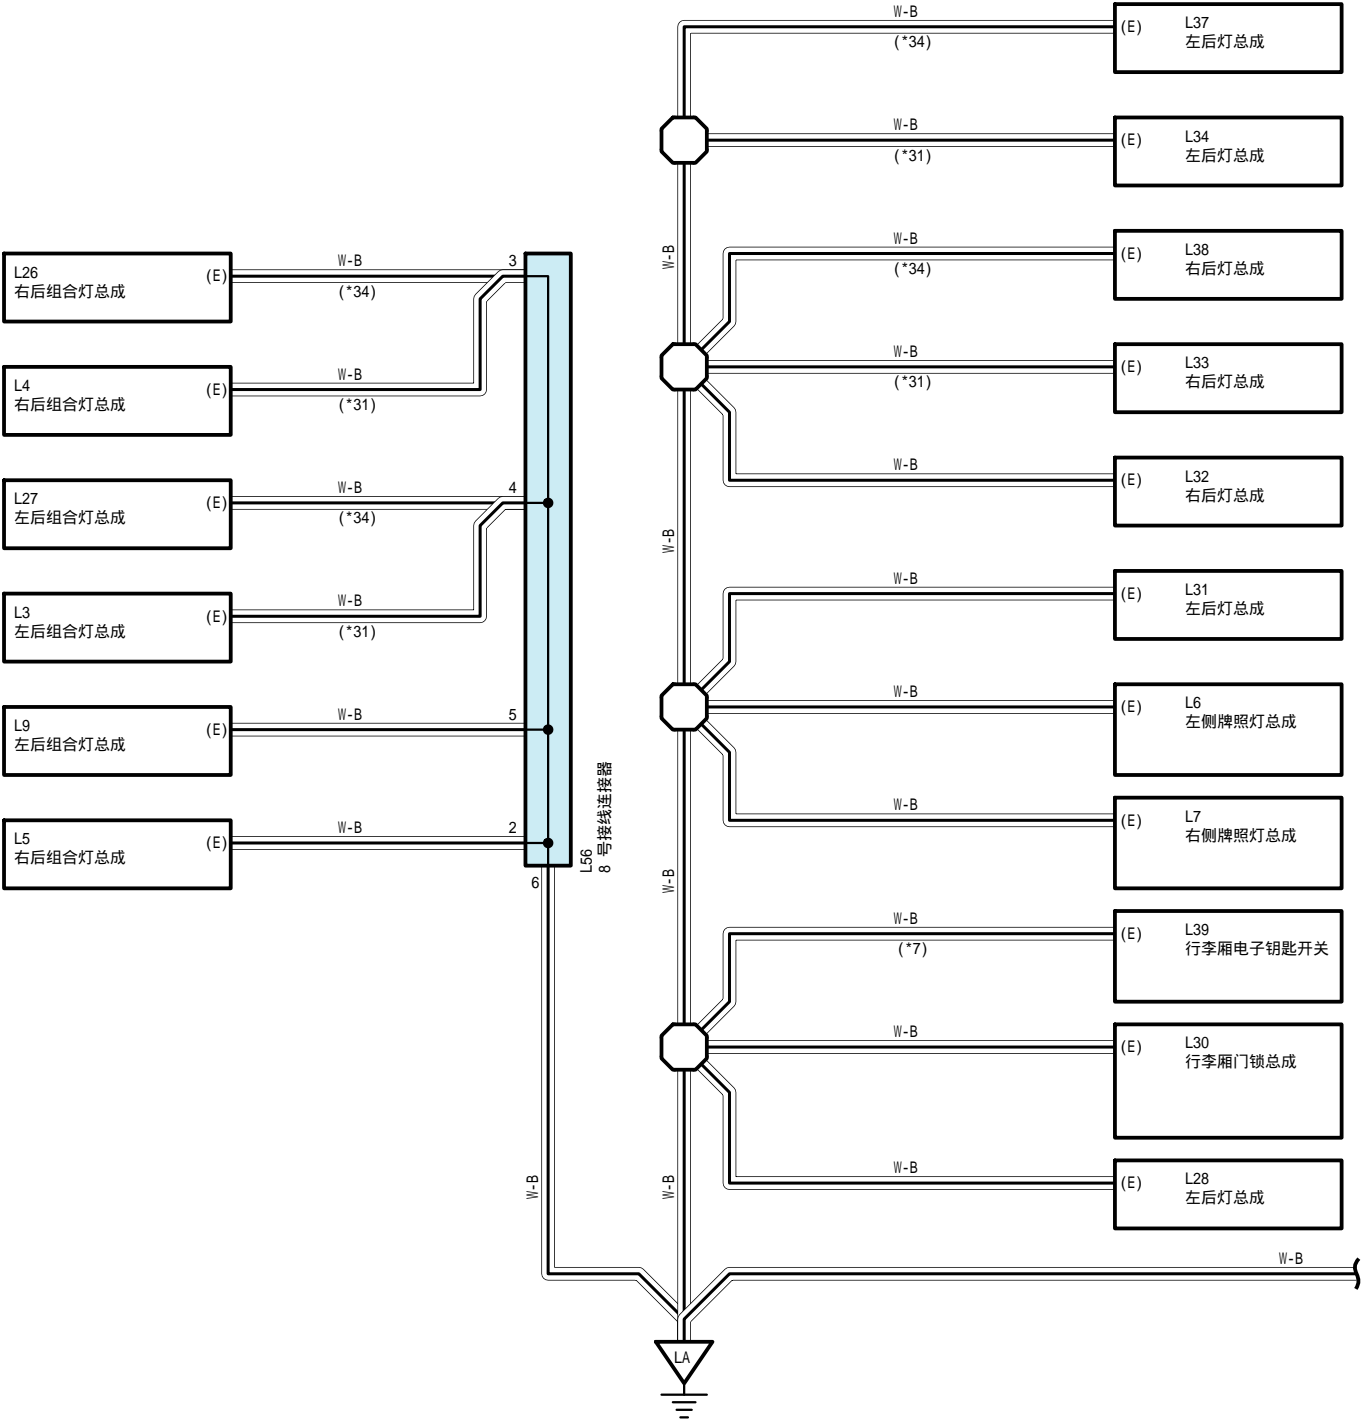 W-B
(*34)
(E)
L37
左后灯总成
W-B
(*31)
(E)
L34
左后灯总成
W-B
W-B
(*34)
(E)
L38
右后灯总成
W-B
(*31)
(E)
L33
右后灯总成
W-B
(E)
L32
右后灯总成
W-B
W-B
(E)
L31
左后灯总成
W-B
(E)
L6
左侧牌照灯总成
W-B
(E)
L7
右侧牌照灯总成
W-B
W-B
(*7)
(E)
L39
行李厢电子钥匙开关
W-B
(E)
L30
行李厢门锁总成
W-B
(E)
L28
左后灯总成
W-B
W-B
L26
右后组合灯总成
(E)
W-B
(*34)
3
L4
右后组合灯总成
(E)
W-B
(*31)
L27
左后组合灯总成
(E)
W-B
(*34)
4
L3
左后组合灯总成
(E)
W-B
(*31)
L9
左后组合灯总成
(E)
W-B
5
L5
右后组合灯总成
(E)
W-B
2
6
L56
8 号接线连接器
W-B
LA